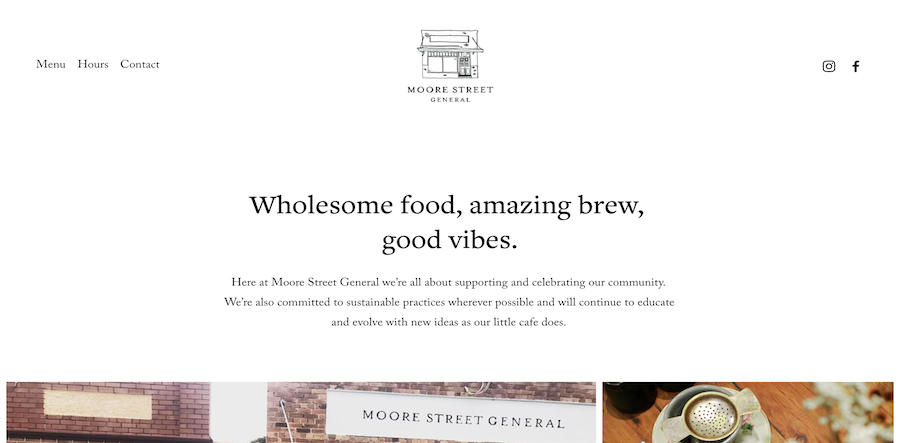 Menu Hours Contact
MOORE STREET
GENERAL
Wholesome food, amazing brew,
good vibes.
Here at Moore Street General we’re all about supporting and celebrating our community.
We’re also committed to sustainable practices wherever possible and will continue to educate
and evolve with new ideas as our little cafe does.
MOORE STREET GENERAL